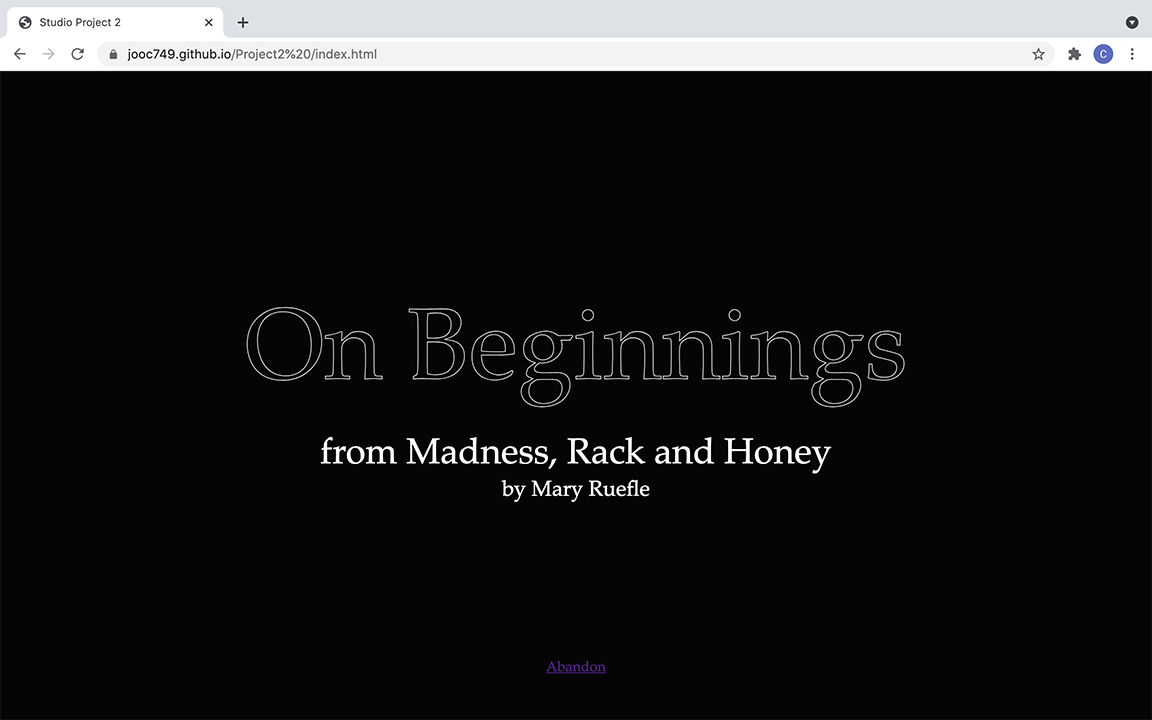 Studio Project 2
jooc749.github.io/Project2%20/index.html
C
On Beginnings
from Madness, Rack and Honey
by Mary Ruefle
Abandon